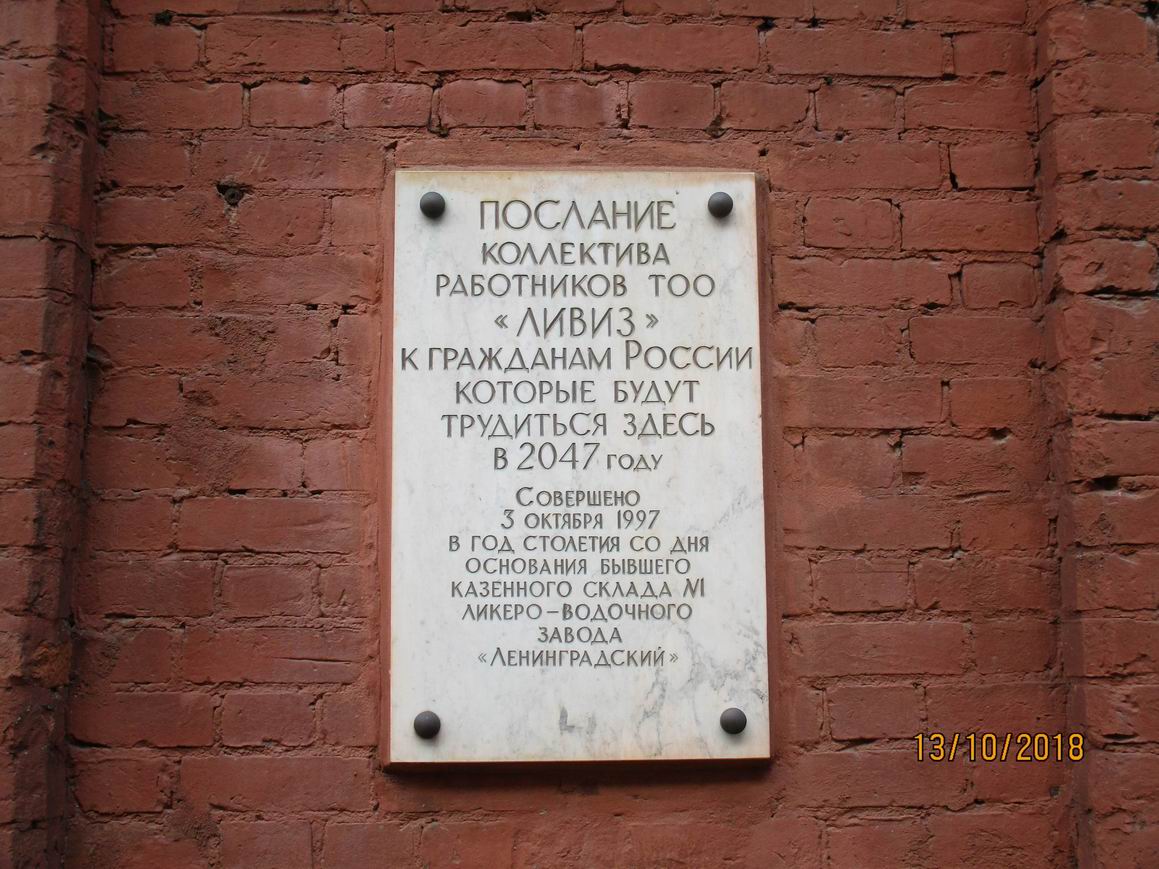 ПОСЛАНИЕ
КОЛЛЕКТИВА
РАБОТНИКОВ ТОО
«ЛИВИЗ»
К ГРАЖДАНАМ РОССИИ
КОТОРЫЕ БУДУТ
ТРУДИТЬСЯ ЗДЕСЬ
В 2047 ГОДУ
СОВЕРШЕНО
3 ОКТЯБРЯ 1997
В ГОД СТОЛЕТИЯ СО ДНЯ
ОСНОВАНИЯ БЫВШЕГО
КАЗЕННОГО СКЛАДА №1
ЛИКЕРО-ВОДОЧНОГО
ЗАВОДА
«ЛЕНИНГРАДСКИЙ»
13/10/2018